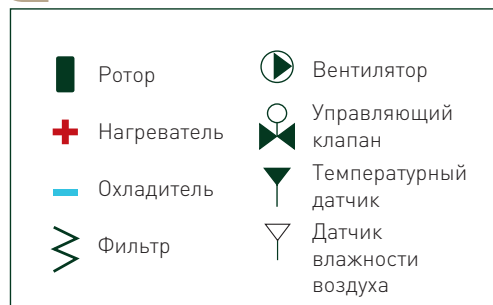 Ротор
Нагреватель
Охладитель
Фильтр
Вентилятор
Управляющий
клапан
Температурный
датчик
Датчик
влажности
воздуха